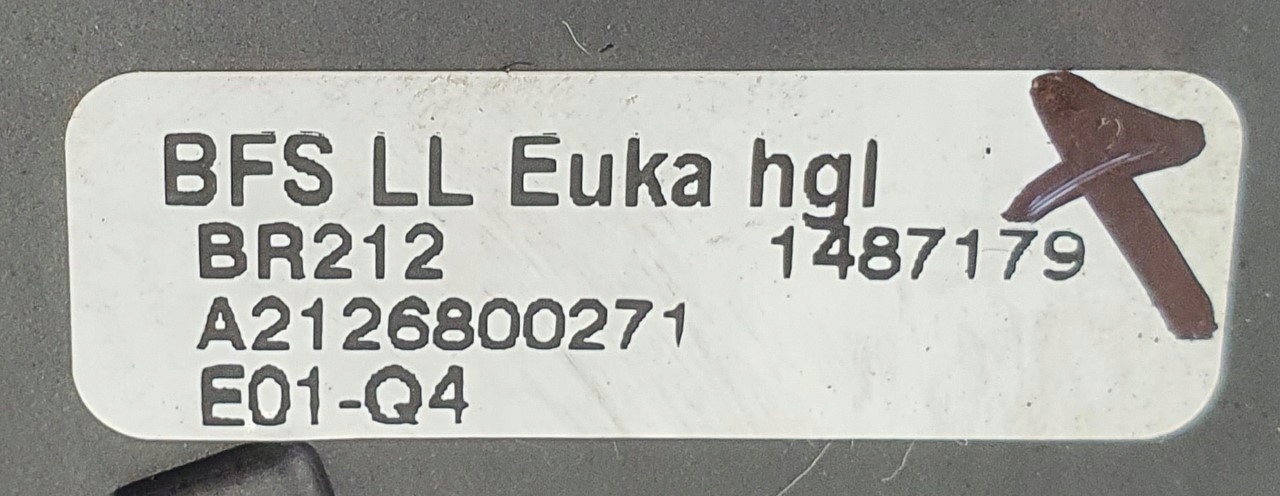 BFS LL Euka hgl
BR212 1487179
A2126800271
E01-Q4